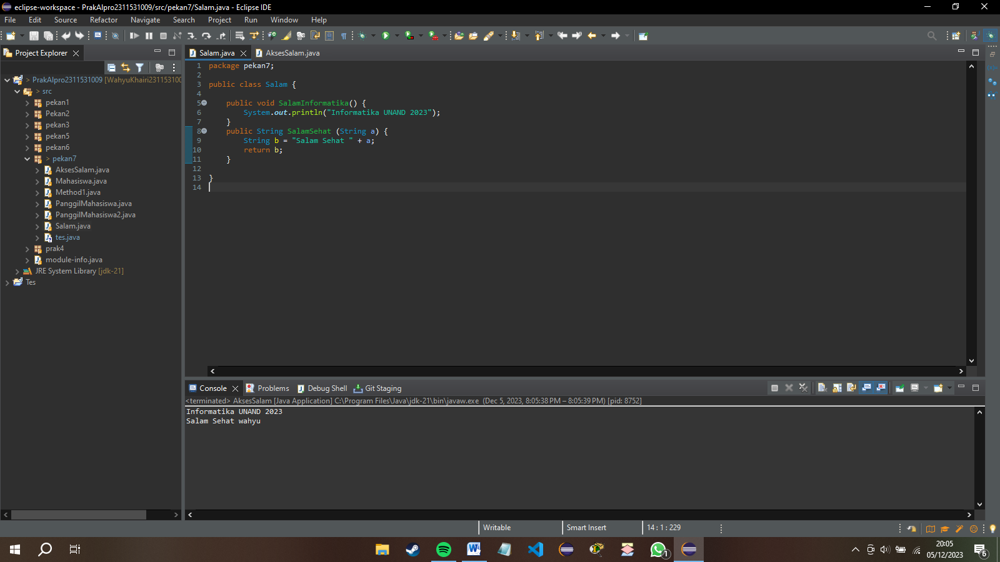 eclipse-workspace - PrakAlpro2311531009/src/pekan7/Salam.java - Eclipse IDE
File Edit Source Refactor Navigate Search Project Run Window Help
Project Explorer
Salam.java
AksesSalam.java
> PrakAlpro2311531009 [WahyuKhairi231153100
> src
pekan1
Pekan2
pekan3
pekan5
pekan6
> pekan7
AksesSalam.java
Mahasiswa.java
Method1.java
PanggilMahasiswa.java
PanggilMahasiswa2.java
Salam.java
tes.java
prak4
module-info.java
JRE System Library [jdk-21]
Tes
1 package pekan7;
2
3 public class Salam {
4
5 public void SalamInformatika() {
6 System.out.println("Informatika UNAND 2023");
7 }
8 public String SalamSehat (String a) {
9 String b = "Salam Sehat " + a;
10 return b;
11 }
12
13 }
14
Console Problems Debug Shell Git Staging
<terminated> AksesSalam [Java Application] C:\Program Files\Java\jdk-21\bin\javaw.exe (Dec 5, 2023, 8:05:38 PM – 8:05:39 PM) [pid: 8752]
Informatika UNAND 2023
Salam Sehat wahyu
Writable Smart Insert 14 : 1 : 229
1
20:05
05/12/2023
6